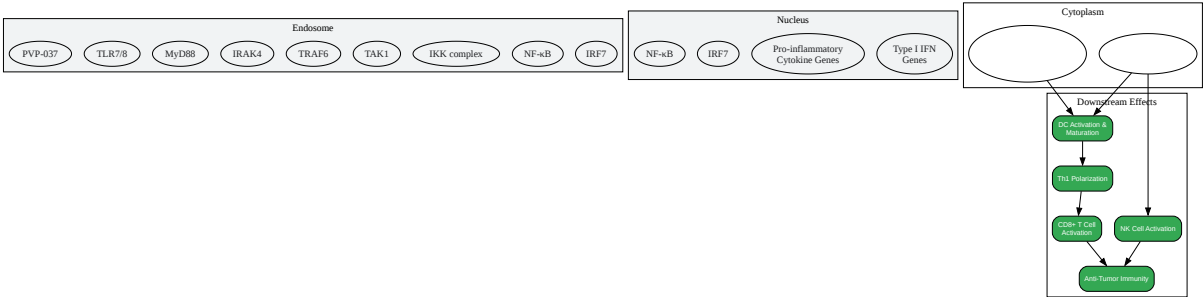 Endosome
PVP-037
TLR7/8
MyD88
IRAK4
TRAF6
TAK1
IKK complex
NF-κB
IRF7
Nucleus
NF-κB
IRF7
Pro-inflammatory
Cytokine Genes
Type I IFN
Genes
Cytoplasm
Downstream Effects
DC Activation &
Maturation
Th1 Polarization
CD8+ T Cell
Activation
NK Cell Activation
Anti-Tumor Immunity